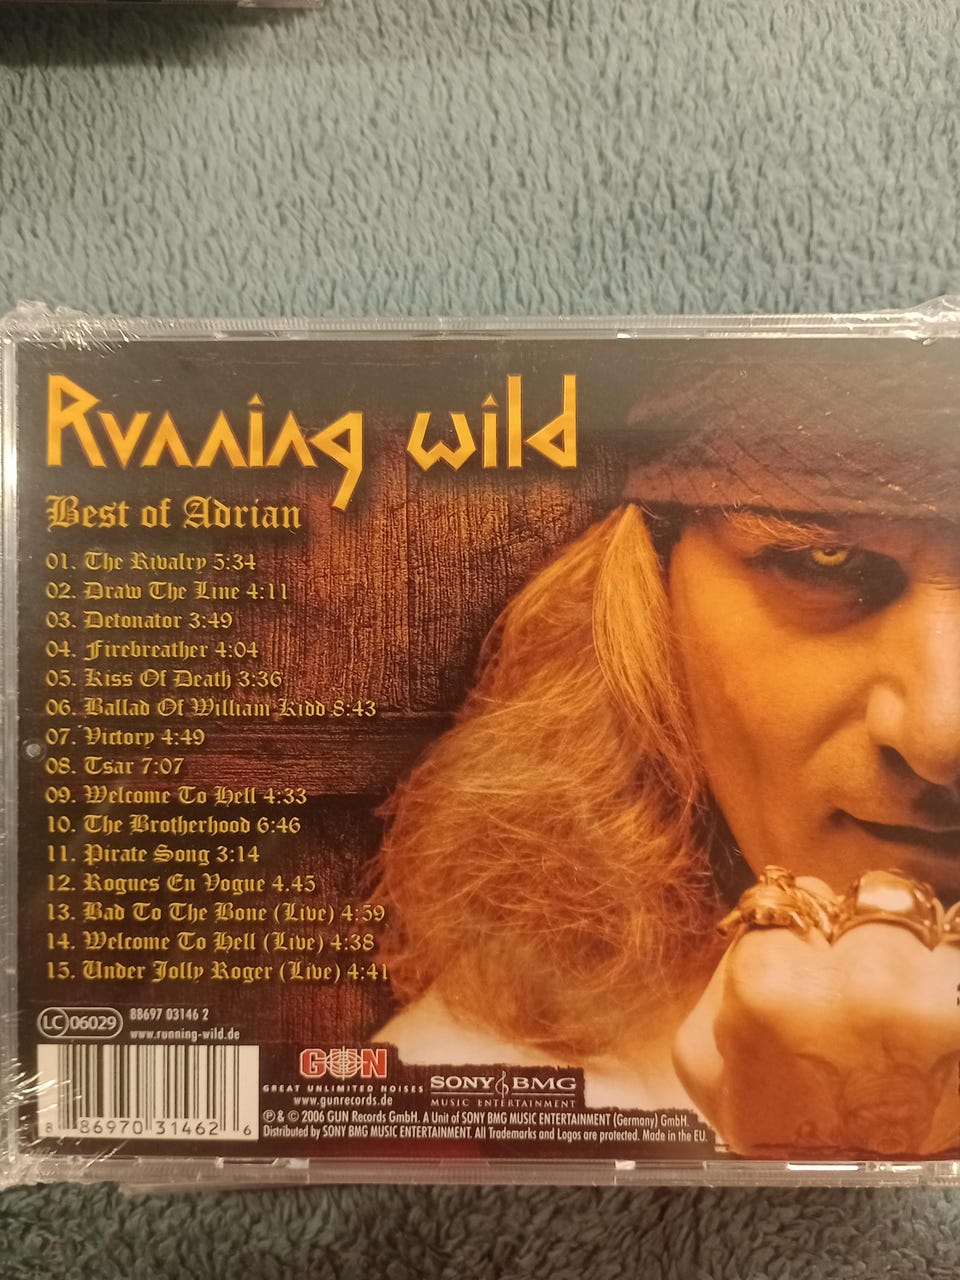 Running wild
Best of Adrian
01. The Rivalry 5:34
02. Draw The Line 4:11
03. Detonator 3:49
04. Firebreather 4:04
05. Kiss Of Death 3:36
06. Ballad Of William Kidd 8:43
07. Victory 4:49
08. Tsar 7:07
09. Welcome To Hell 4:33
10. The Brotherhood 6:46
11. Pirate Song 3:14
12. Rogues En Vogue 4.45
13. Bad To The Bone (Live) 4:59
14. Welcome To Hell (Live) 4:38
15. Under Jolly Roger (Live) 4:41
LC 06029
88697 03146 2
www.running-wild.de
8 86970 31462 6
GUN
GREAT UNLIMITED NOISES
www.gunrecords.de
SONY BMG
MUSIC ENTERTAINMENT
℗ & © 2006 GUN Records GmbH. A Unit of SONY BMG MUSIC ENTERTAINMENT (Germany) GmbH.
Distributed by SONY BMG MUSIC ENTERTAINMENT. All Trademarks and Logos are protected. Made in the EU.